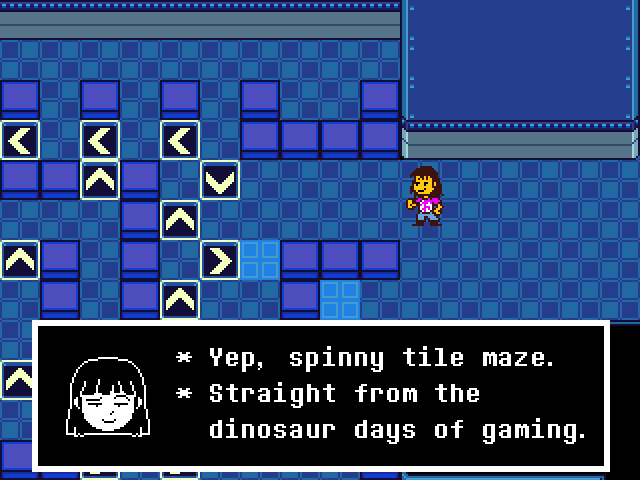 * Yep, spinny tile maze.
* Straight from the
dinosaur days of gaming.